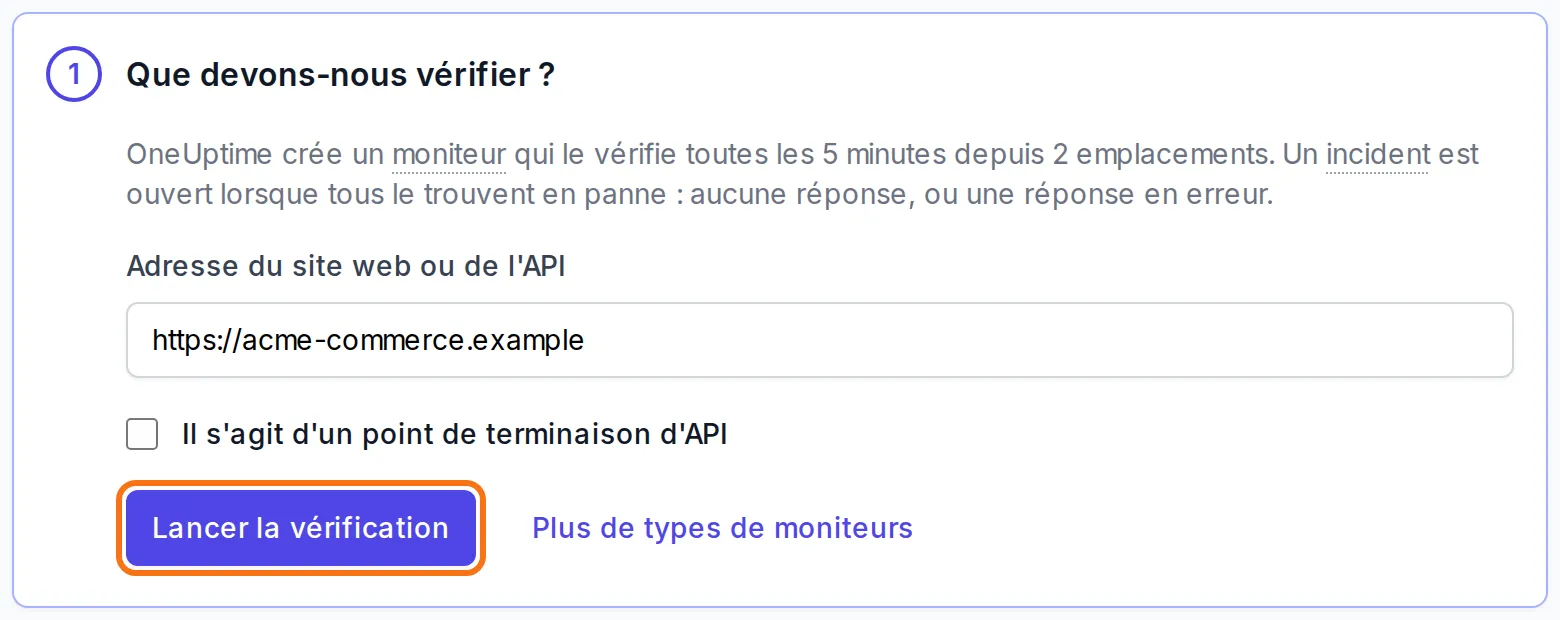 1
Que devons-nous vérifier ?
OneUptime crée un moniteur qui le vérifie toutes les 5 minutes depuis 2 emplacements. Un incident est
ouvert lorsque tous le trouvent en panne : aucune réponse, ou une réponse en erreur.
Adresse du site web ou de l'API
https://acme-commerce.example
Il s'agit d'un point de terminaison d'API
Lancer la vérification
Plus de types de moniteurs